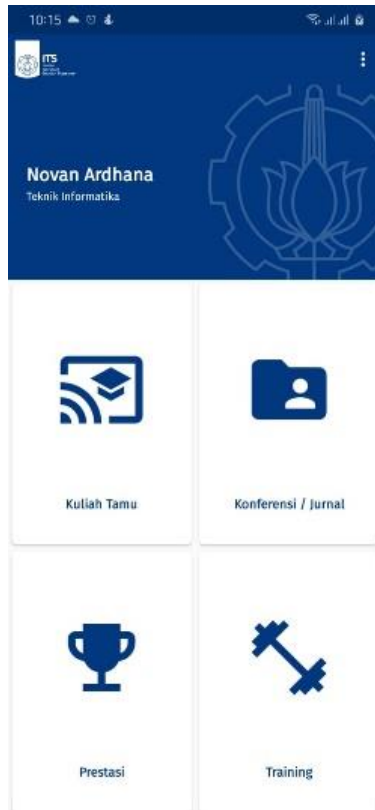 10:15
ITS
Novan Ardhana
Teknik Informatika
Kuliah Tamu
Konferensi / Jurnal
Prestasi
Training